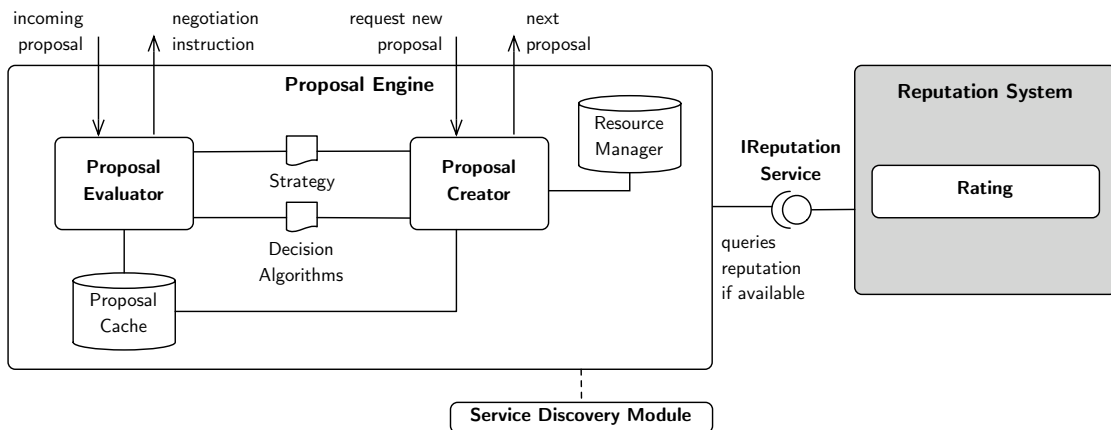 incoming
proposal
negotiation
instruction
request new
proposal
next
proposal
Proposal Engine
Proposal
Evaluator
Strategy
Decision
Algorithms
Proposal
Creator
Resource
Manager
Proposal
Cache
IReputation
Service
queries
reputation
if available
Reputation System
Rating
Service Discovery Module